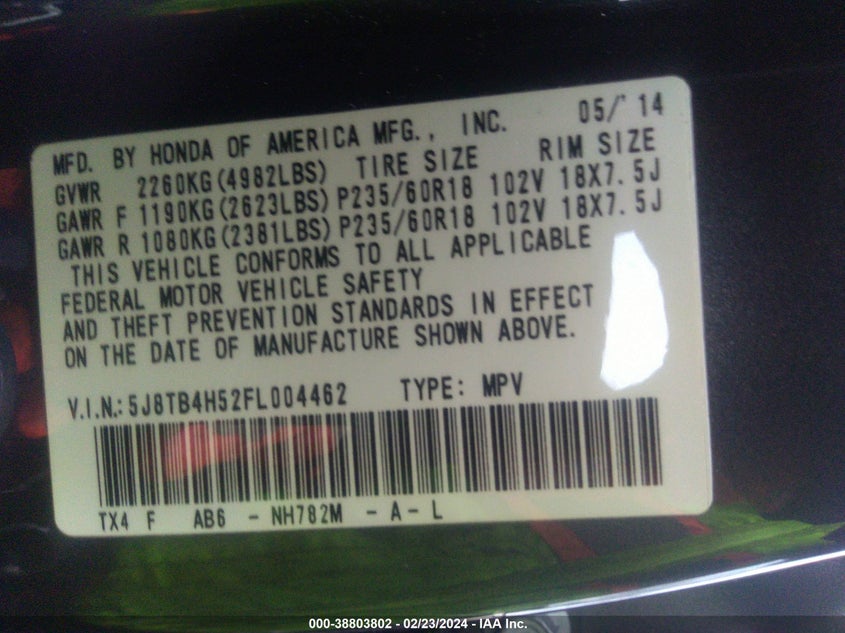 MFD. BY HONDA OF AMERICA MFG., INC. 05/14
GVWR 2260KG(4982LBS) TIRE SIZE RIM SIZE
GAWR F 1190KG(2623LBS) P235/60R18 102V 18X7.5J
GAWR R 1080KG(2381LBS) P235/60R18 102V 18X7.5J
THIS VEHICLE CONFORMS TO ALL APPLICABLE
FEDERAL MOTOR VEHICLE SAFETY
AND THEFT PREVENTION STANDARDS IN EFFECT
ON THE DATE OF MANUFACTURE SHOWN ABOVE.
V.I.N.: 5J8TB4H52FL004462 TYPE: MPV
TX4 F AB6 - NH782M - A - L
000-38803802 - 02/23/2024 - IAA Inc.